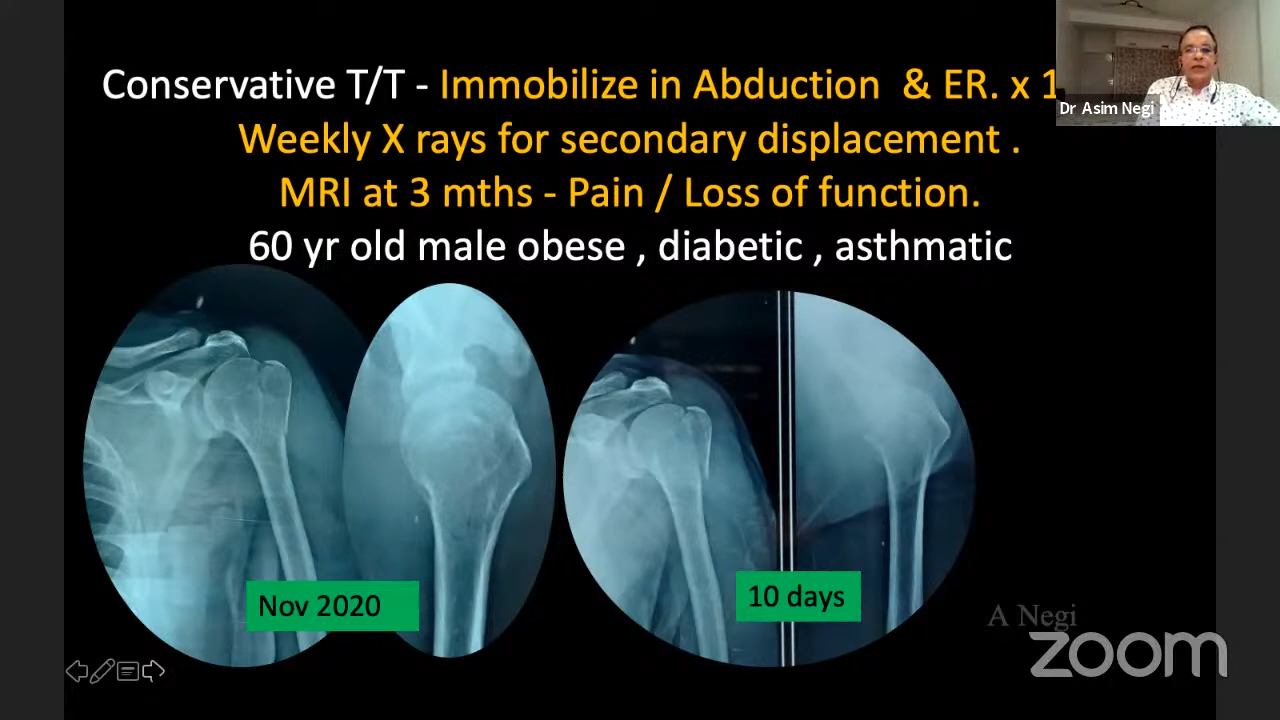 Conservative T/T - Immobilize in Abduction & ER. x 1
Weekly X rays for secondary displacement .
MRI at 3 mths - Pain / Loss of function.
60 yr old male obese , diabetic , asthmatic
Dr Asim Negi
Nov 2020
10 days
A Negi
zoom